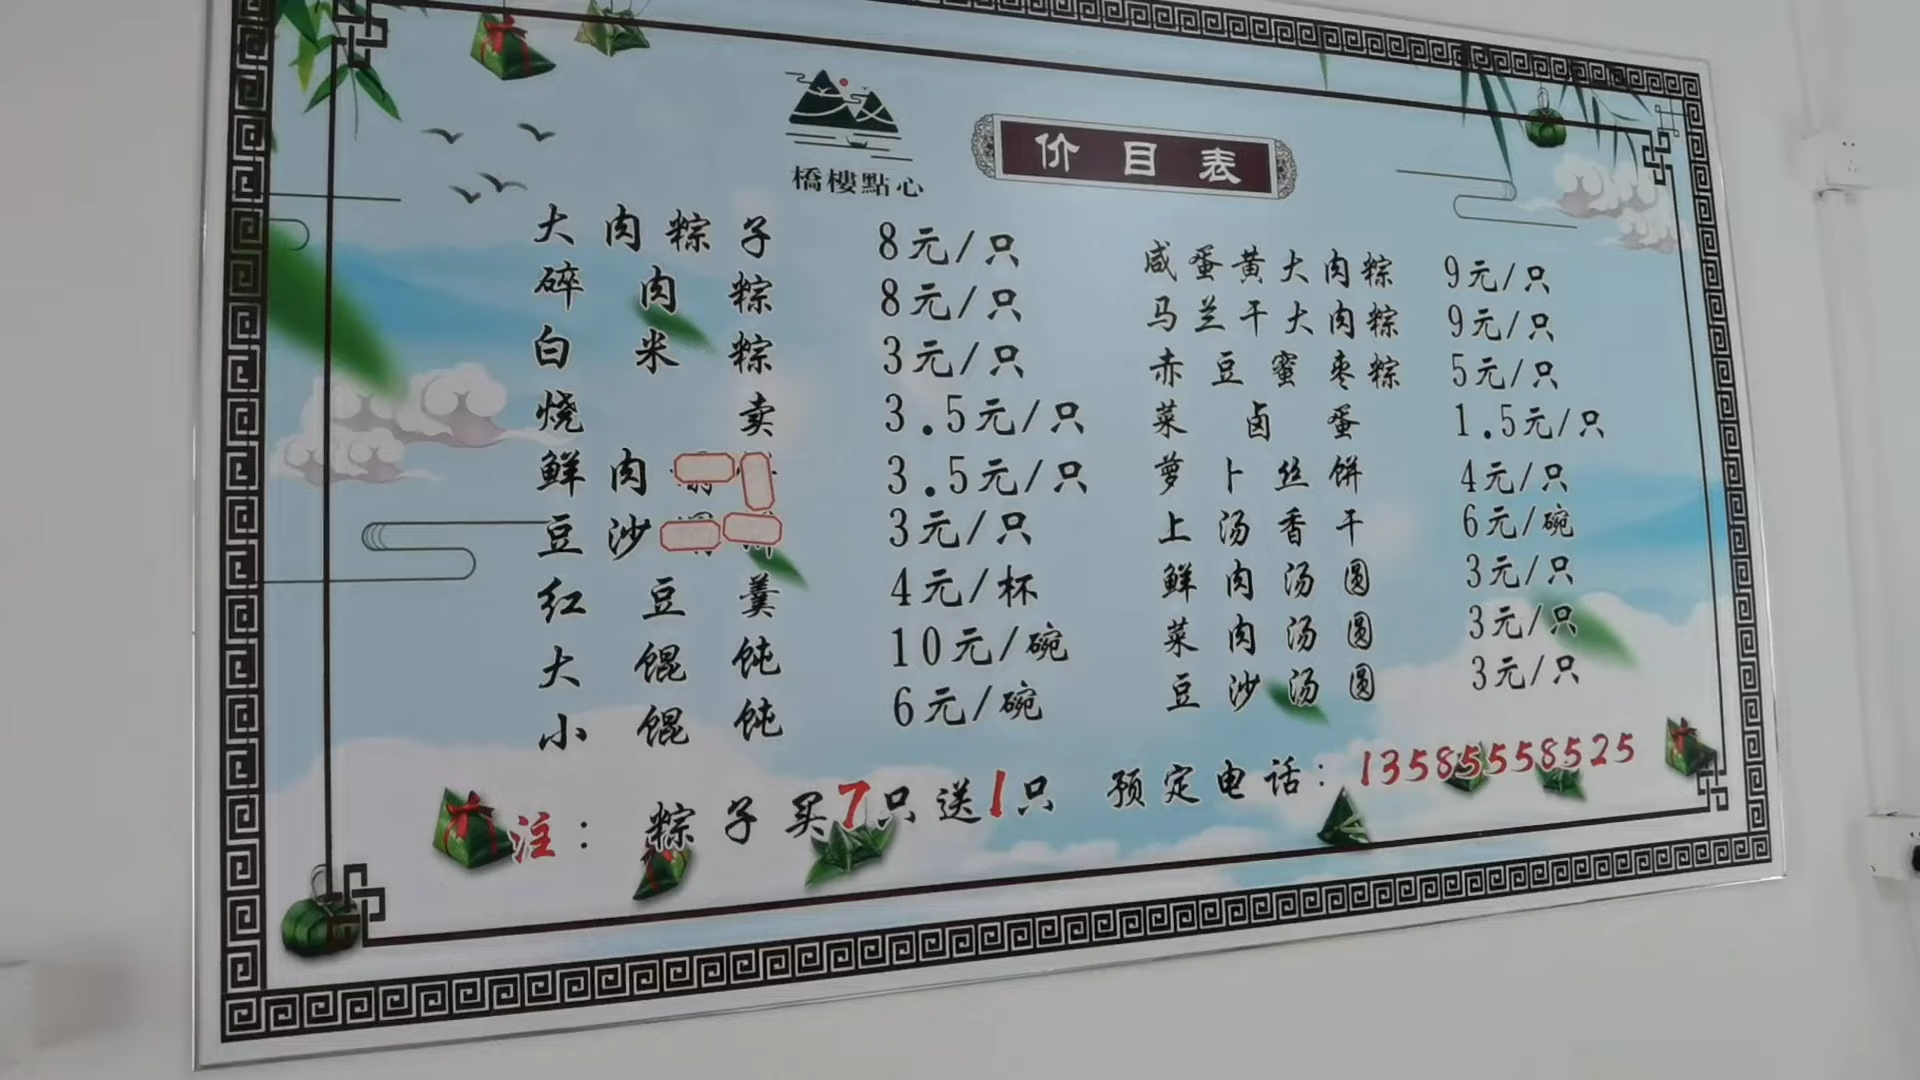 橋樓點心
价目表
大肉粽子 8元/只
碎肉粽 8元/只
白米粽 3元/只
烧卖 3.5元/只
鲜肉 3.5元/只
豆沙 3元/只
红豆羹 4元/杯
大馄饨 10元/碗
小馄饨 6元/碗
咸蛋黄大肉粽 9元/只
马兰干大肉粽 9元/只
赤豆蜜枣粽 5元/只
菜卤蛋 1.5元/只
萝卜丝饼 4元/只
上汤香干 6元/碗
鲜肉汤圆 3元/只
菜肉汤圆 3元/只
豆沙汤圆 3元/只
注：粽子买7只送1只 预定电话：13585558525